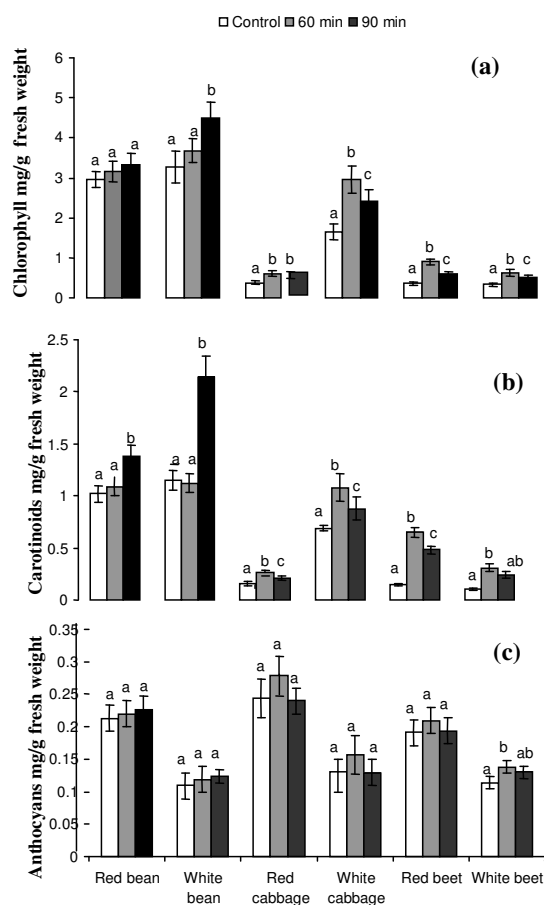 Control 60 min 90 min
(a)
Chlorophyll mg/g fresh weight
6
5
4
3
2
1
0
a a a
a a b
a b b
a b c
a b c
a b c
(b)
Carotinoids mg/g fresh weight
2.5
2
1.5
1
0.5
0
a a b
a a b
a b c
a b c
a b c
a b ab
(c)
Anthocyans mg/g fresh weight
0.35
0.3
0.25
0.2
0.15
0.1
0.05
0
a a a
a a a
a a a
a a a
a a a
a b ab
Red bean
White
bean
Red
cabbage
White
cabbage
Red beet
White beet